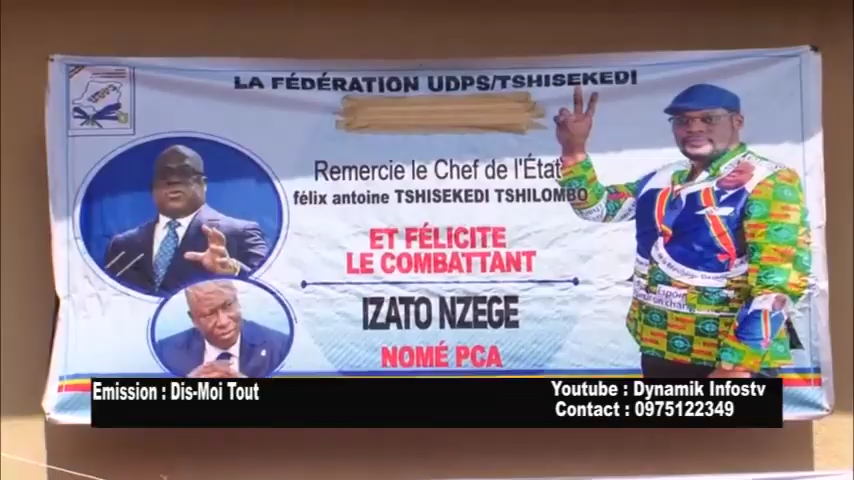 LA FÉDÉRATION UDPS/TSHISEKEDI
UDPS
Remercie le Chef de l'État
félix antoine TSHISEKEDI TSHILOMBO
ET FÉLICITE
LE COMBATTANT
IZATO NZEGE
NOMÉ PCA
Emission : Dis-Moi Tout
Youtube : Dynamik Infostv
Contact : 0975122349